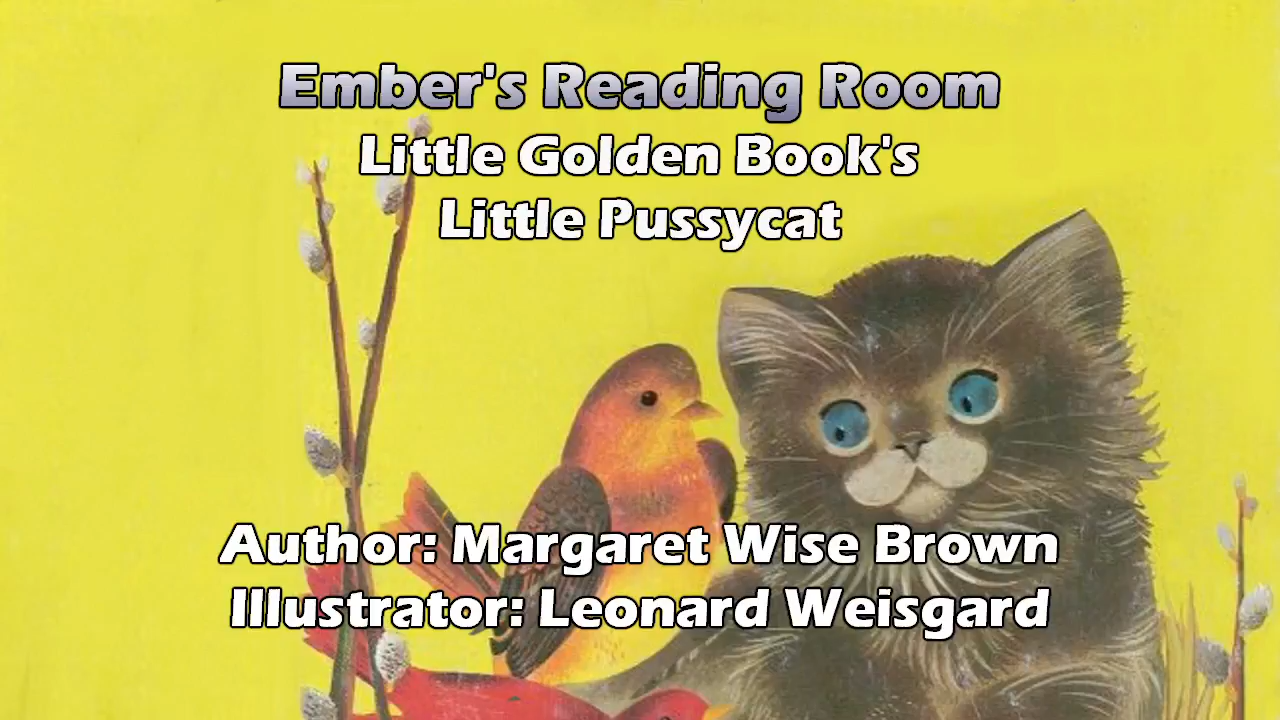 Ember's Reading Room
Little Golden Book's
Little Pussycat
Author: Margaret Wise Brown
Illustrator: Leonard Weisgard